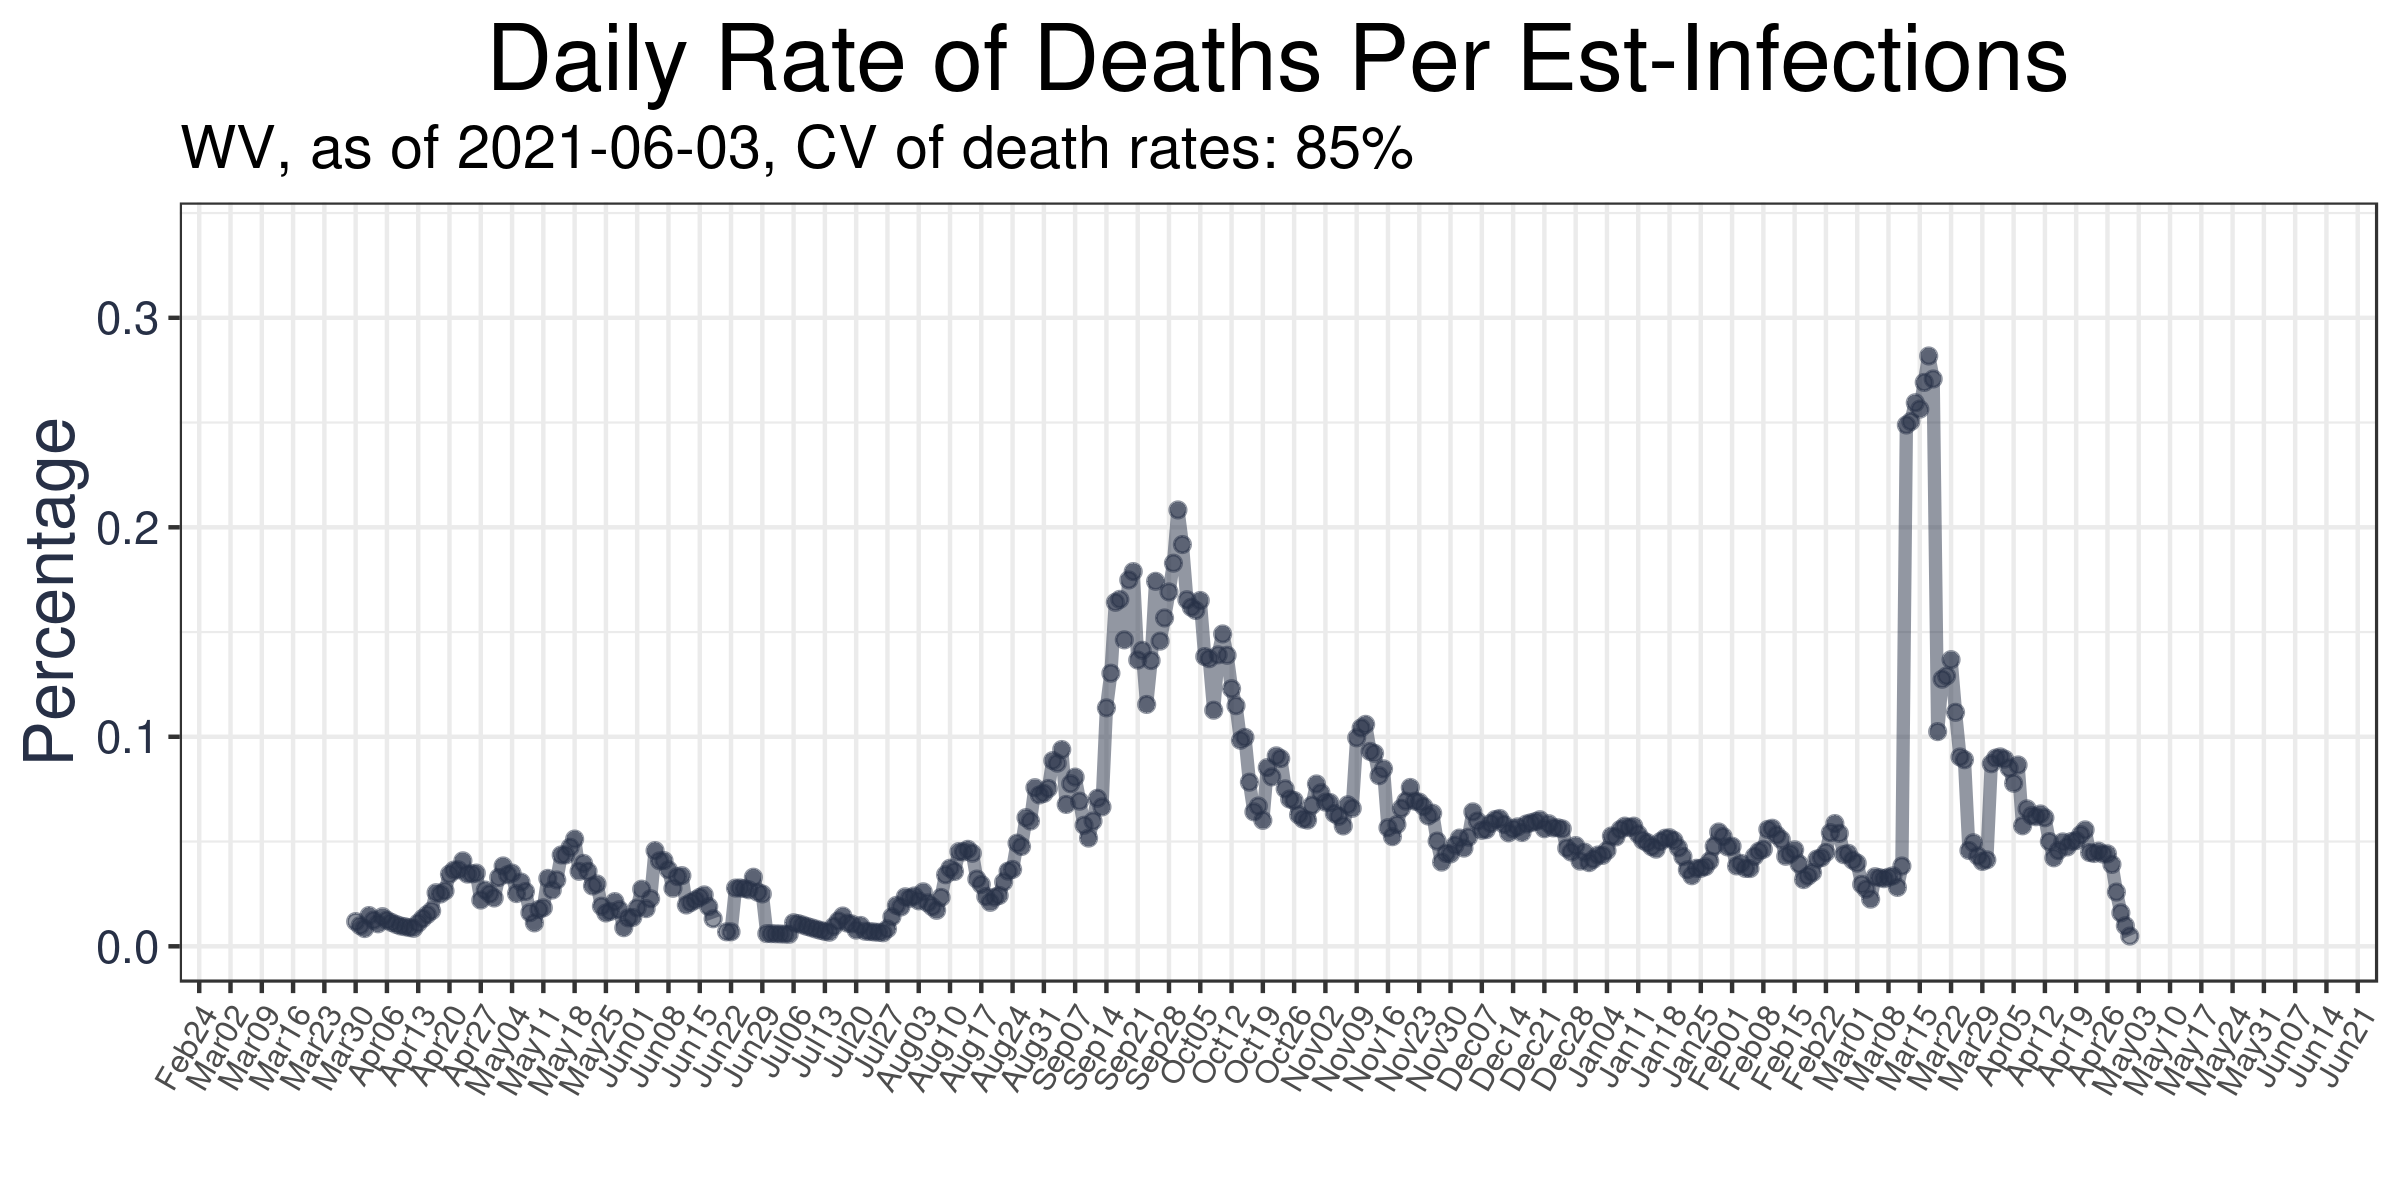 Daily Rate of Deaths Per Est-Infections
WV, as of 2021-06-03, CV of death rates: 85%
Percentage
0.3
0.2
0.1
0.0
Feb24
Mar02
Mar09
Mar16
Mar23
Mar30
Apr06
Apr13
Apr20
Apr27
May04
May11
May18
May25
Jun01
Jun08
Jun15
Jun22
Jun29
Jul06
Jul13
Jul20
Jul27
Aug03
Aug10
Aug17
Aug24
Aug31
Sep07
Sep14
Sep21
Sep28
Oct05
Oct12
Oct19
Oct26
Nov02
Nov09
Nov16
Nov23
Nov30
Dec07
Dec14
Dec21
Dec28
Jan04
Jan11
Jan18
Jan25
Feb01
Feb08
Feb15
Feb22
Mar01
Mar08
Mar15
Mar22
Mar29
Apr05
Apr12
Apr19
Apr26
May03
May10
May17
May24
May31
Jun07
Jun14
Jun21